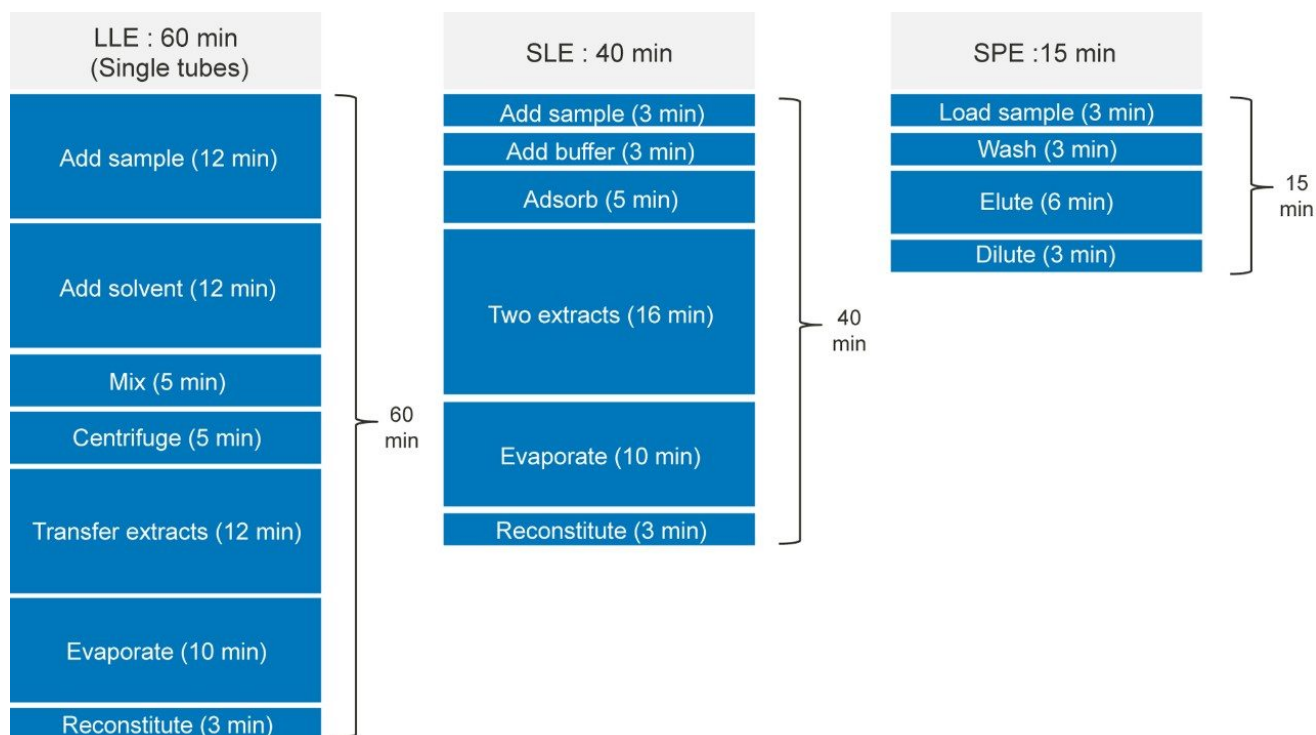 LLE : 60 min
(Single tubes)
Add sample (12 min)
Add solvent (12 min)
Mix (5 min)
Centrifuge (5 min)
Transfer extracts (12 min)
Evaporate (10 min)
Reconstitute (3 min)
60
min
SLE : 40 min
Add sample (3 min)
Add buffer (3 min)
Adsorb (5 min)
Two extracts (16 min)
Evaporate (10 min)
Reconstitute (3 min)
40
min
SPE :15 min
Load sample (3 min)
Wash (3 min)
Elute (6 min)
Dilute (3 min)
15
min